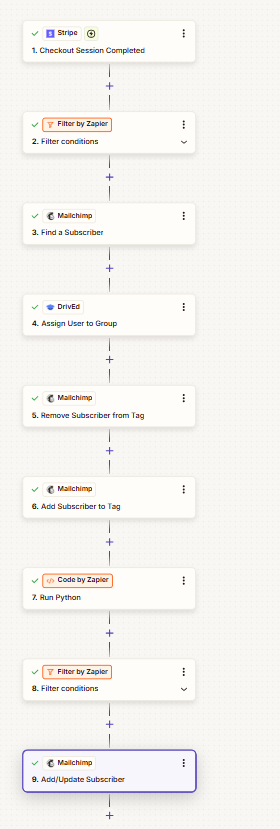 Stripe
1. Checkout Session Completed
Filter by Zapier
2. Filter conditions
Mailchimp
3. Find a Subscriber
DrivEd
4. Assign User to Group
Mailchimp
5. Remove Subscriber from Tag
Mailchimp
6. Add Subscriber to Tag
Code by Zapier
7. Run Python
Filter by Zapier
8. Filter conditions
Mailchimp
9. Add/Update Subscriber